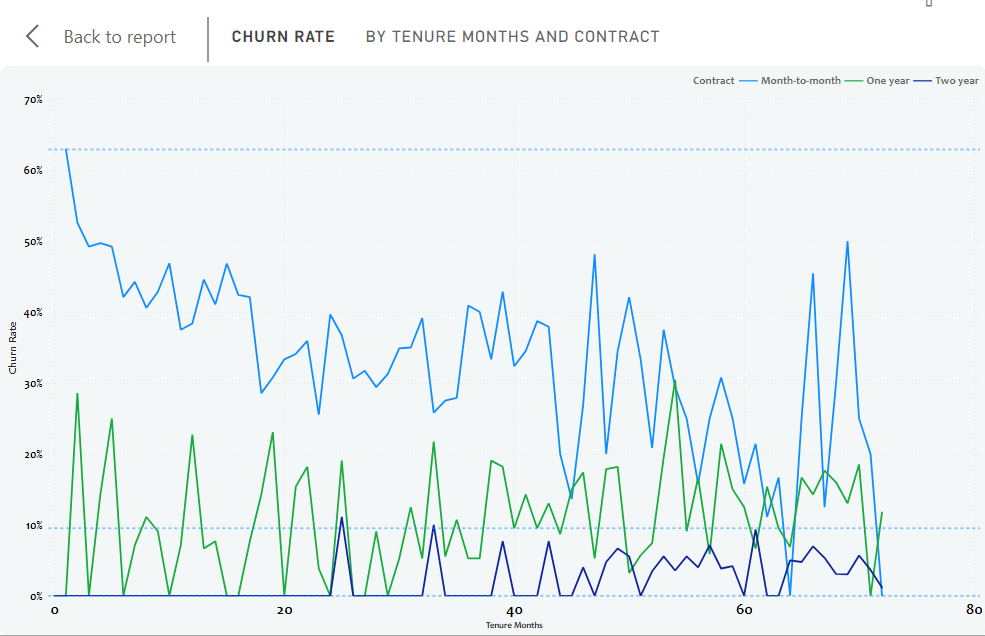 Back to report
CHURN RATE BY TENURE MONTHS AND CONTRACT
Contract Month-to-month One year Two year
70%
60%
50%
40%
30%
20%
10%
0%
Churn Rate
0 20 40 60 80
Tenure Months